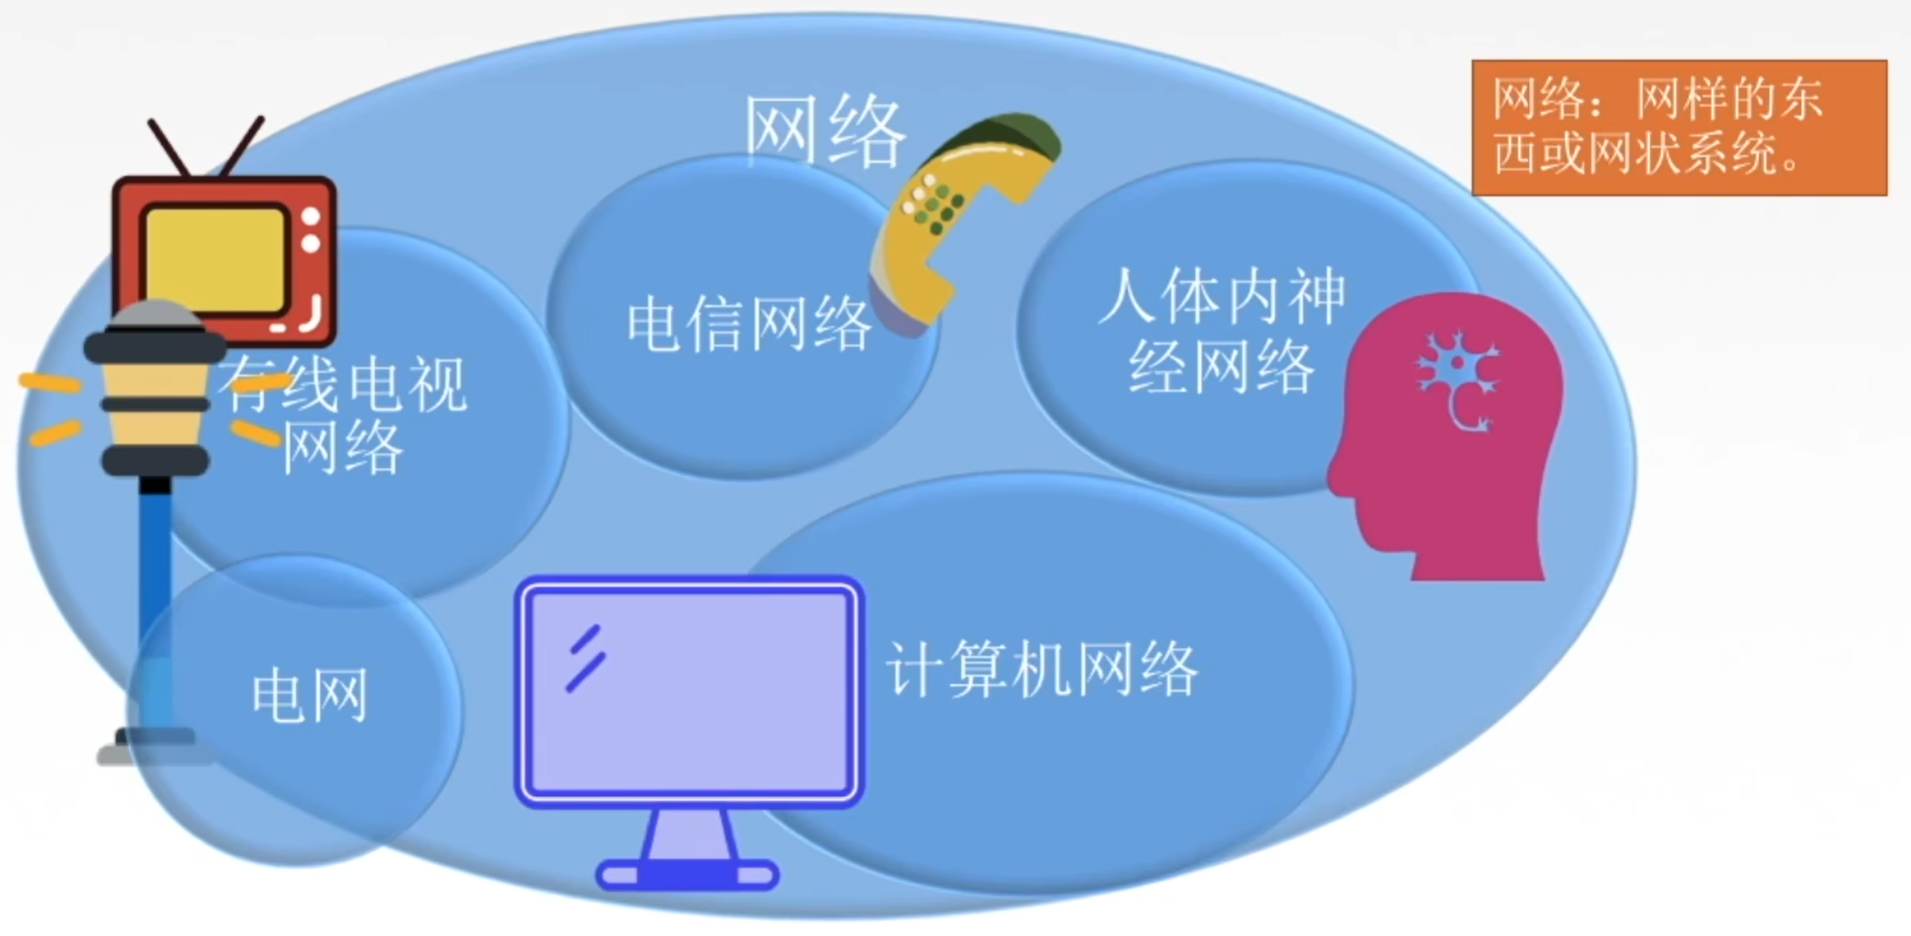 网络
网络：网样的东
西或网状系统。
电信网络
人体内神
经网络
有线电视
网络
计算机网络
电网